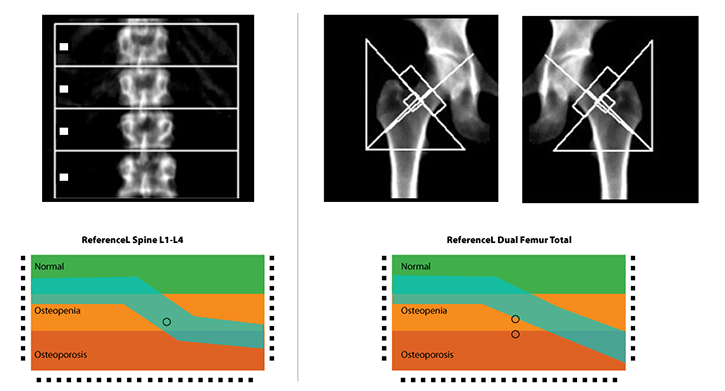 ReferenceL Spine L1-L4
Normal
Osteopenia
Osteoporosis
ReferenceL Dual Femur Total
Normal
Osteopenia
Osteoporosis